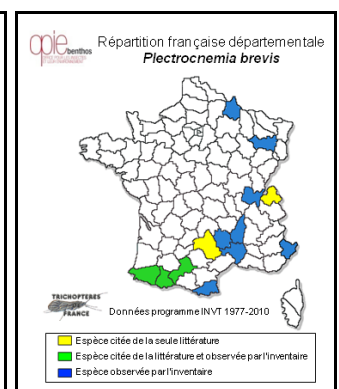 opie benthos
Répartition française départementale
Plectrocnemia brevis
TRICHOPTERES
FRANCE
Données programme INVT 1977-2010
Espèce citée de la seule littérature
Espèce citée de la littérature et observée par l'inventaire
Espèce observée par l'inventaire